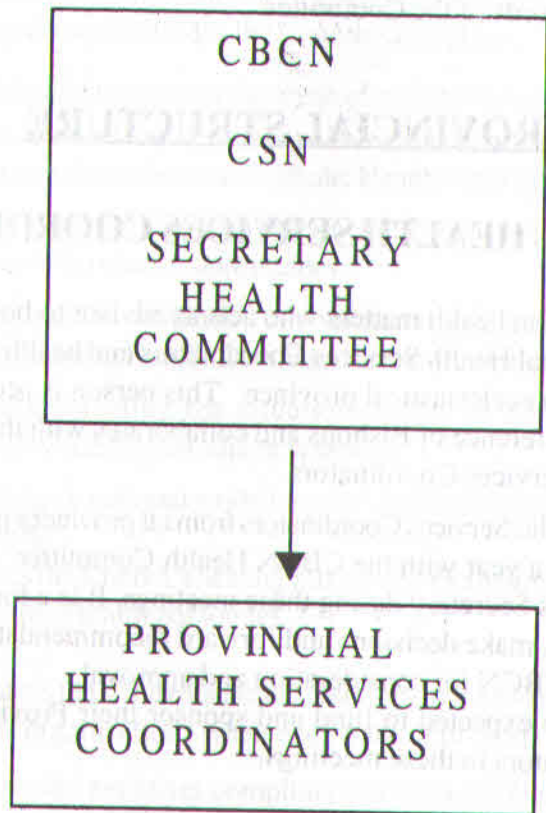 CBCN
CSN
SECRETARY
HEALTH
COMMITTEE
PROVINCIAL
HEALTH SERVICES
COORDINATORS